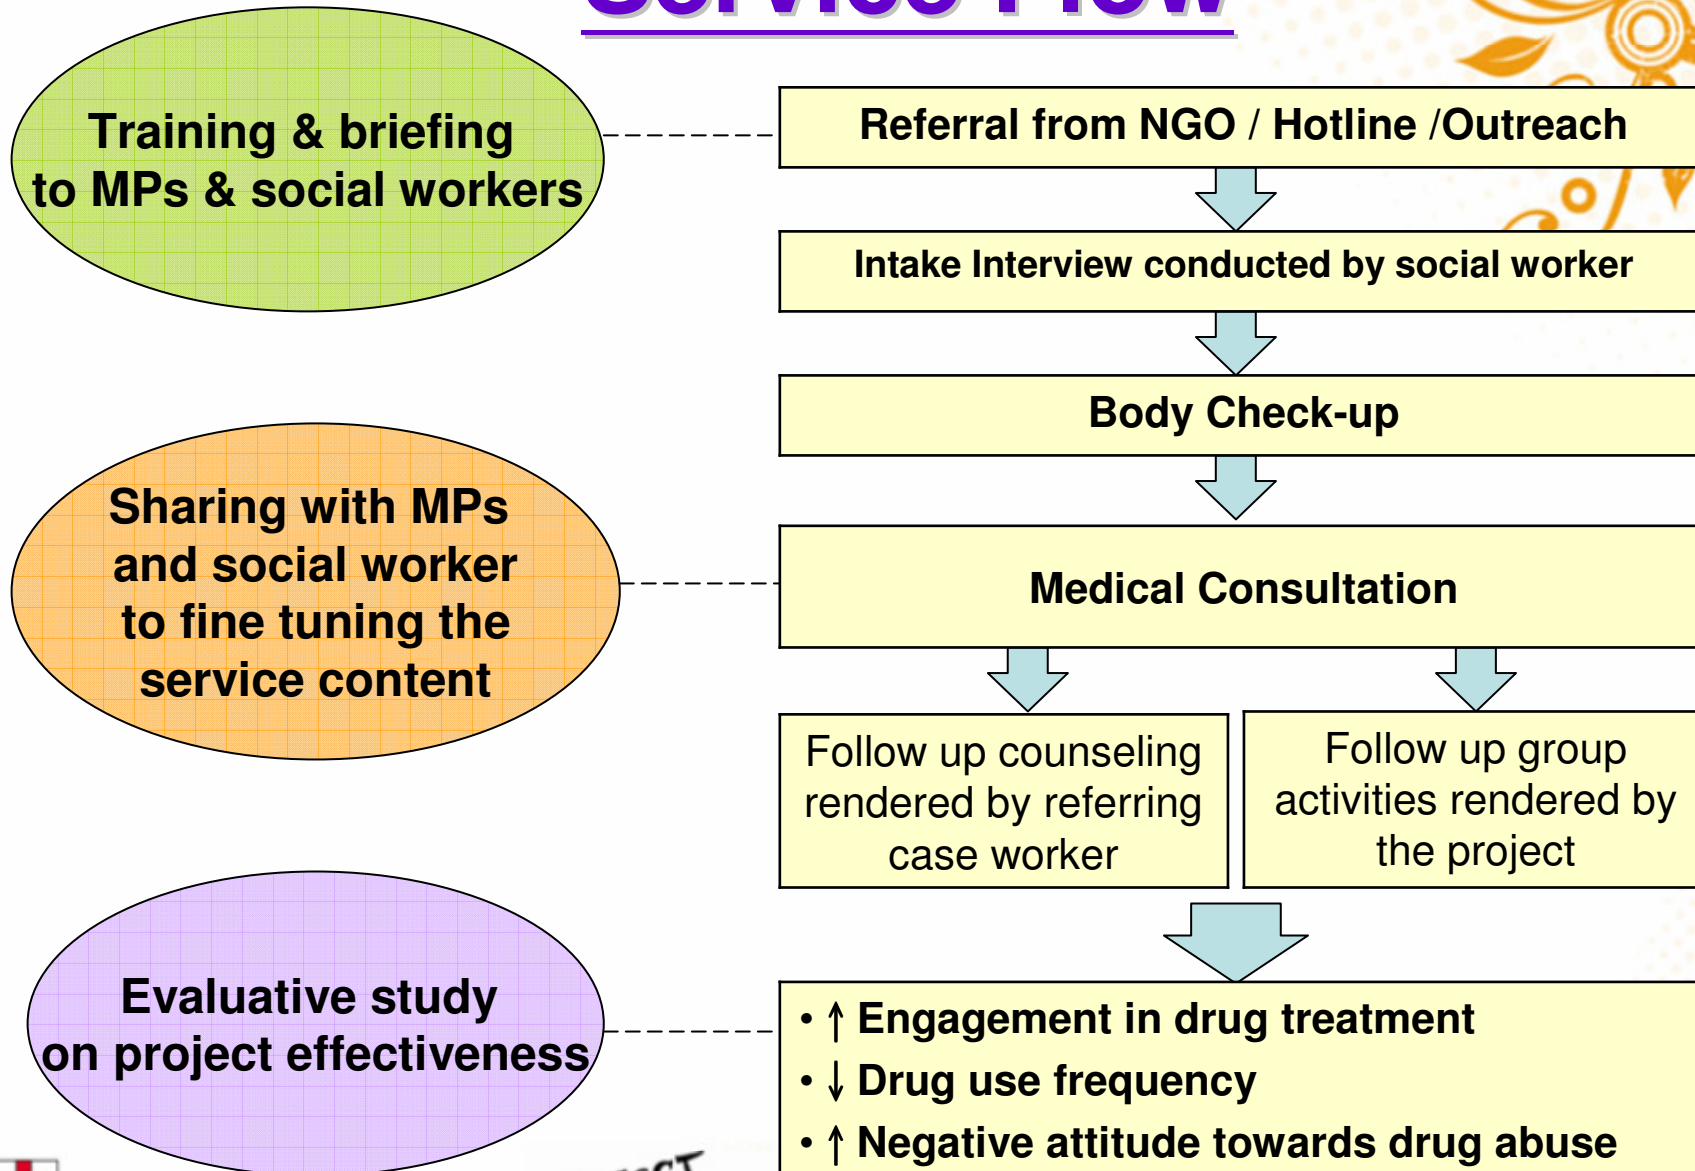 Service Flow
Training & briefing
to MPs & social workers
Referral from NGO / Hotline /Outreach
Intake Interview conducted by social worker
Body Check-up
Sharing with MPs
and social worker
to fine tuning the
service content
Medical Consultation
Follow up counseling
rendered by referring
case worker
Follow up group
activities rendered by
the project
Evaluative study
on project effectiveness
• ↑ Engagement in drug treatment
• ↓ Drug use frequency
• ↑ Negative attitude towards drug abuse